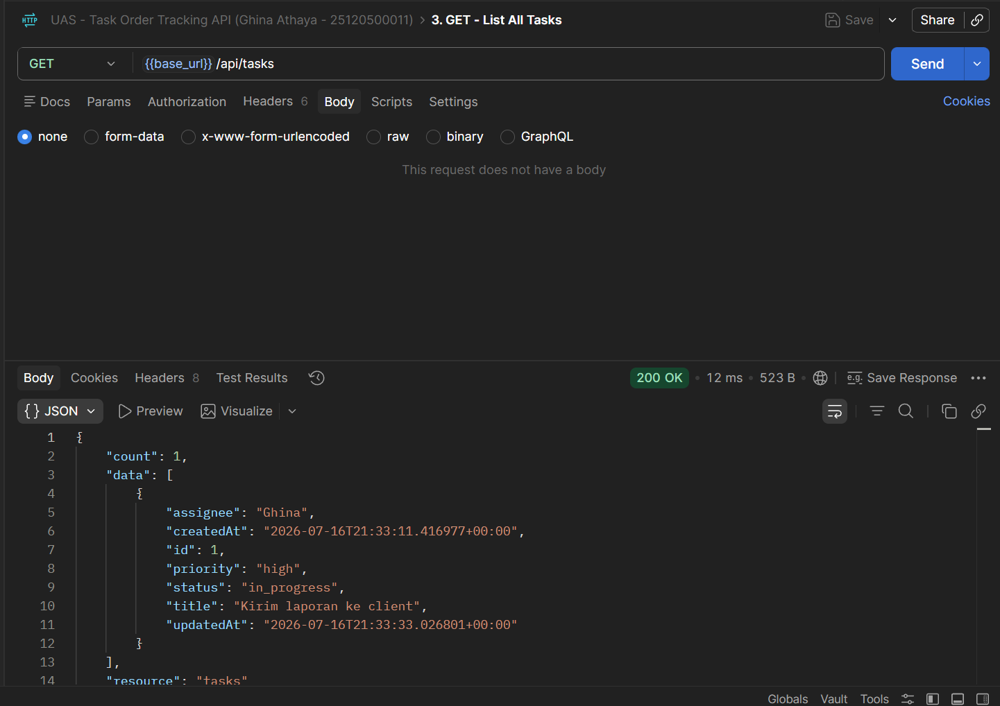 HTTP UAS - Task Order Tracking API (Ghina Athaya - 25120500011) > 3. GET - List All Tasks Save Share
GET {{base_url}} /api/tasks Send
Docs Params Authorization Headers 6 Body Scripts Settings Cookies
none form-data x-www-form-urlencoded raw binary GraphQL
This request does not have a body
Body Cookies Headers 8 Test Results 200 OK • 12 ms • 523 B • e.g. Save Response
{} JSON Preview Visualize
1 {
2 "count": 1,
3 "data": [
4 {
5 "assignee": "Ghina",
6 "createdAt": "2026-07-16T21:33:11.416977+00:00",
7 "id": 1,
8 "priority": "high",
9 "status": "in_progress",
10 "title": "Kirim laporan ke client",
11 "updatedAt": "2026-07-16T21:33:33.026801+00:00"
12 }
13 ],
14 "resource": "tasks"
Globals Vault Tools